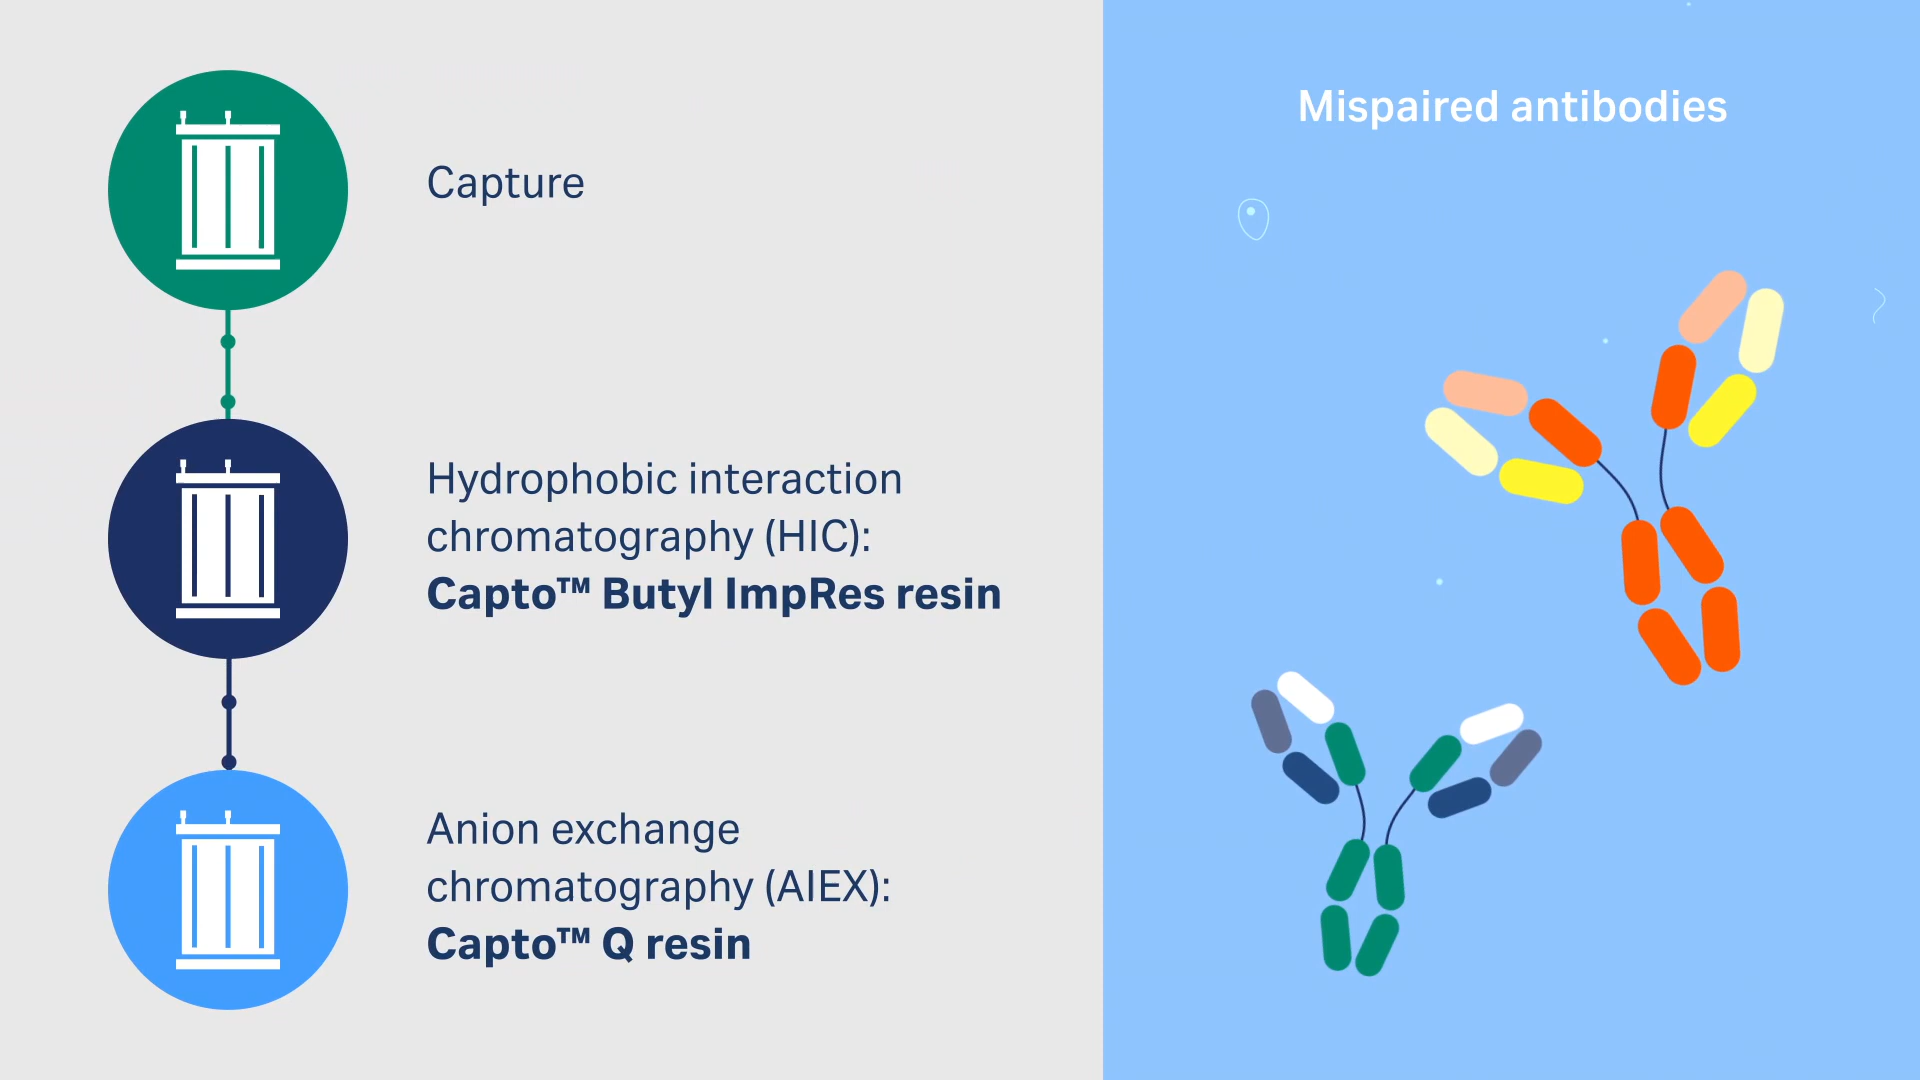 Capture
Hydrophobic interaction
chromatography (HIC):
Capto™ Butyl ImpRes resin
Anion exchange
chromatography (AIEX):
Capto™ Q resin
Mispaired antibodies